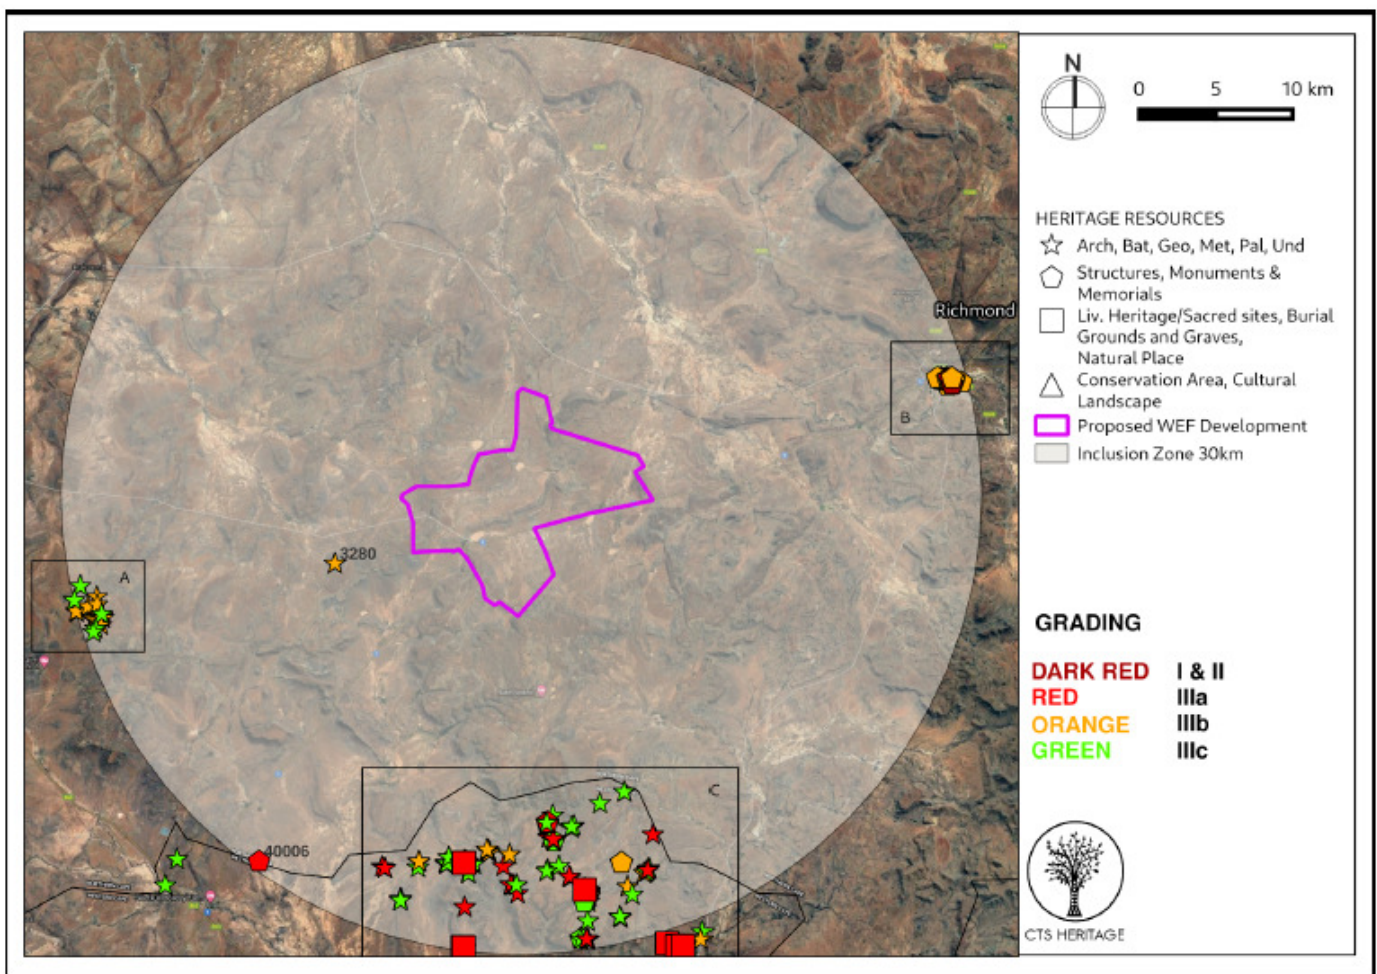 N
0 5 10 km
HERITAGE RESOURCES
Arch, Bat, Geo, Met, Pal, Und
Structures, Monuments &
Memorials
Liv. Heritage/Sacred sites, Burial
Grounds and Graves,
Natural Place
Conservation Area, Cultural
Landscape
Proposed WEF Development
Inclusion Zone 30km
Richmond
B
3280
A
C
40006
GRADING
DARK RED I & II
RED IIIa
ORANGE IIIb
GREEN IIIc
CTS HERITAGE